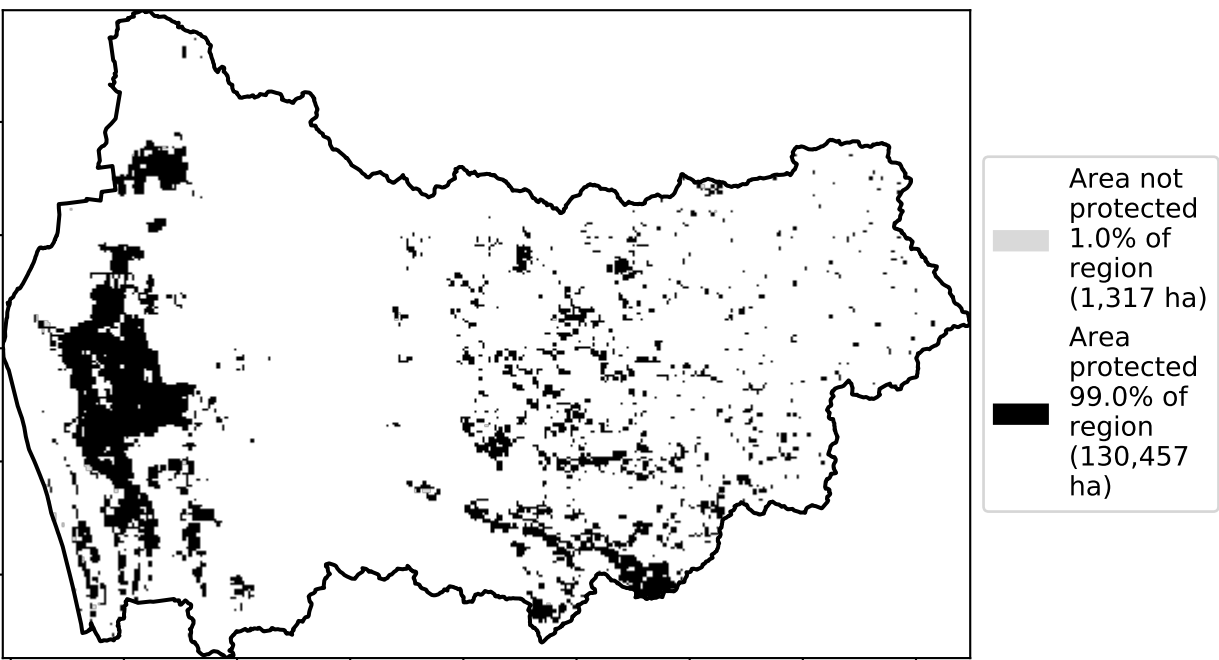 Area not
protected
1.0% of
region
(1,317 ha)
Area
protected
99.0% of
region
(130,457
ha)